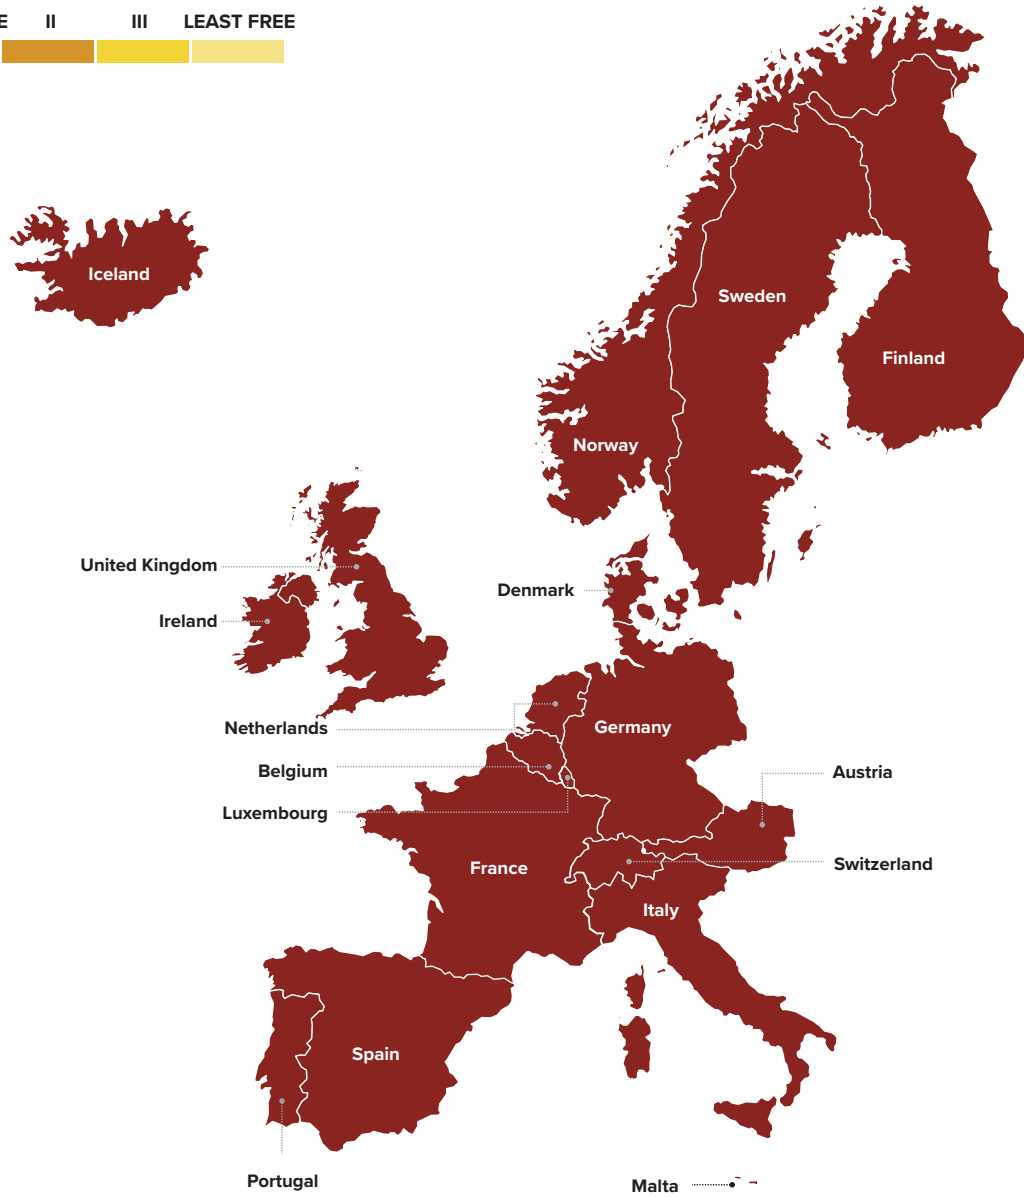 E II III LEAST FREE
Iceland
Sweden
Finland
Norway
United Kingdom
Denmark
Ireland
Netherlands
Germany
Belgium
Austria
Luxembourg
France
Switzerland
Italy
Spain
Portugal
Malta